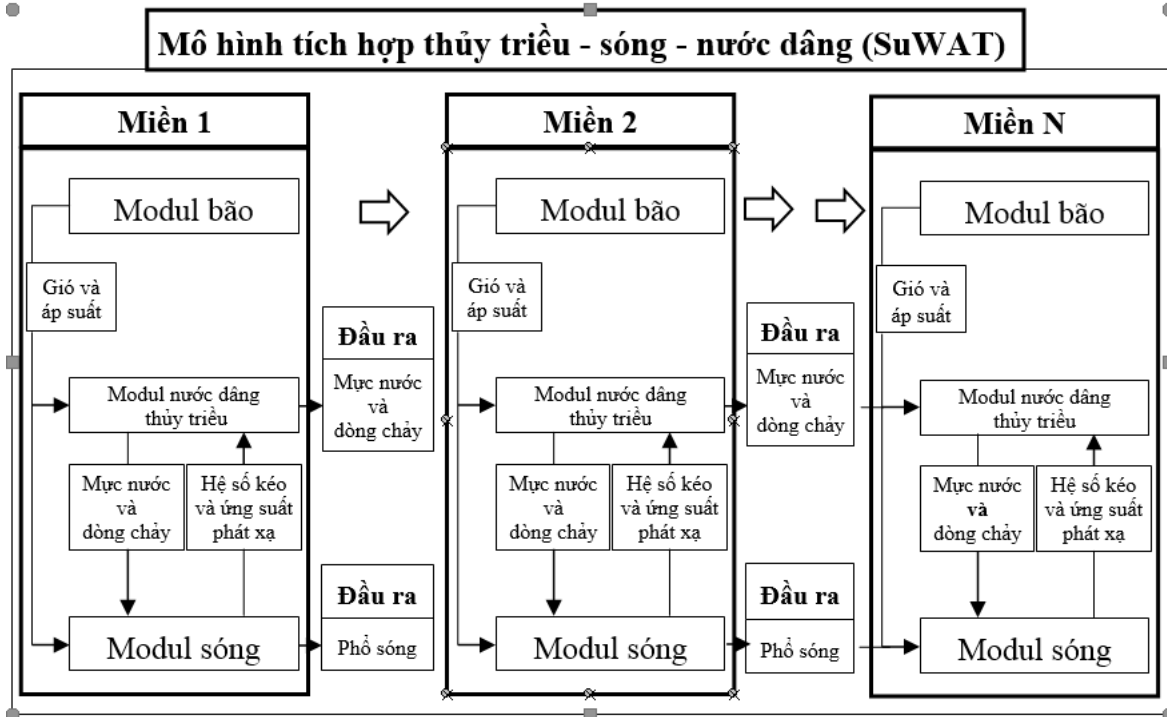 Mô hình tích hợp thủy triều - sóng - nước dâng (SuWAT)
Miền 1
Modul bão
Gió và
áp suất
Modul nước dâng
thủy triều
Mực nước
và
dòng chảy
Hệ số kéo
và ứng suất
phát xạ
Modul sóng
Đầu ra
Mực nước
và
dòng chảy
Đầu ra
Phổ sóng
Miền 2
Modul bão
Gió và
áp suất
Modul nước dâng
thủy triều
Mực nước
và
dòng chảy
Hệ số kéo
và ứng suất
phát xạ
Modul sóng
Đầu ra
Mực nước
và
dòng chảy
Đầu ra
Phổ sóng
Miền N
Modul bão
Gió và
áp suất
Modul nước dâng
thủy triều
Mực nước
và
dòng chảy
Hệ số kéo
và ứng suất
phát xạ
Modul sóng